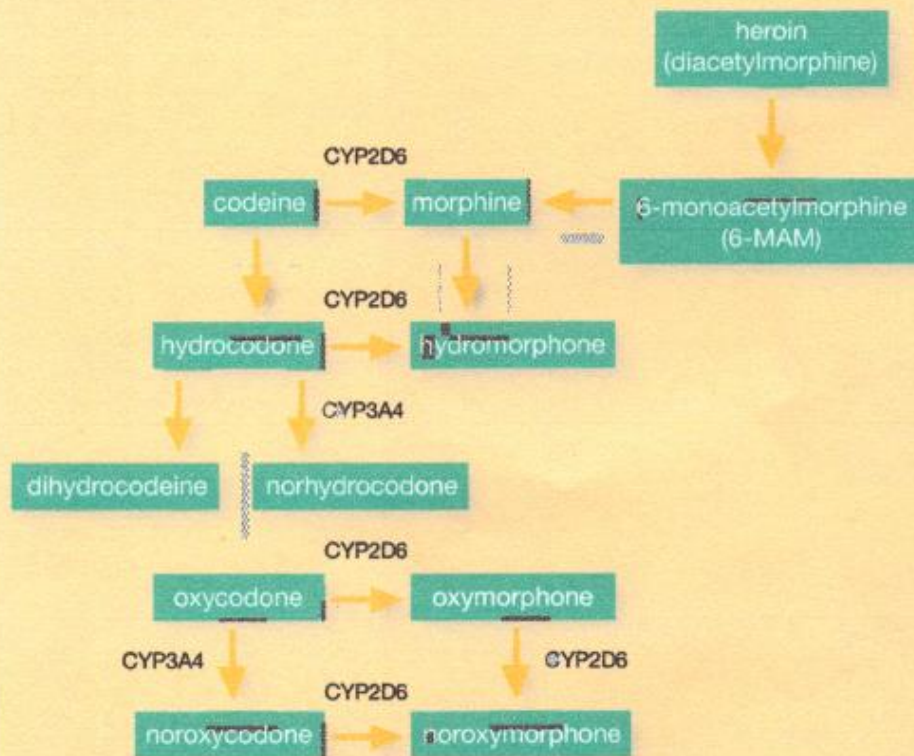 heroin
(diacetylmorphine)
CYP2D6
codeine
morphine
6-monoacetylmorphine
(6-MAM)
CYP2D6
hydrocodone
hydromorphone
CYP3A4
dihydrocodeine
norhydrocodone
CYP2D6
oxycodone
oxymorphone
CYP3A4
CYP2D6
CYP2D6
noroxycodone
noroxymorphone